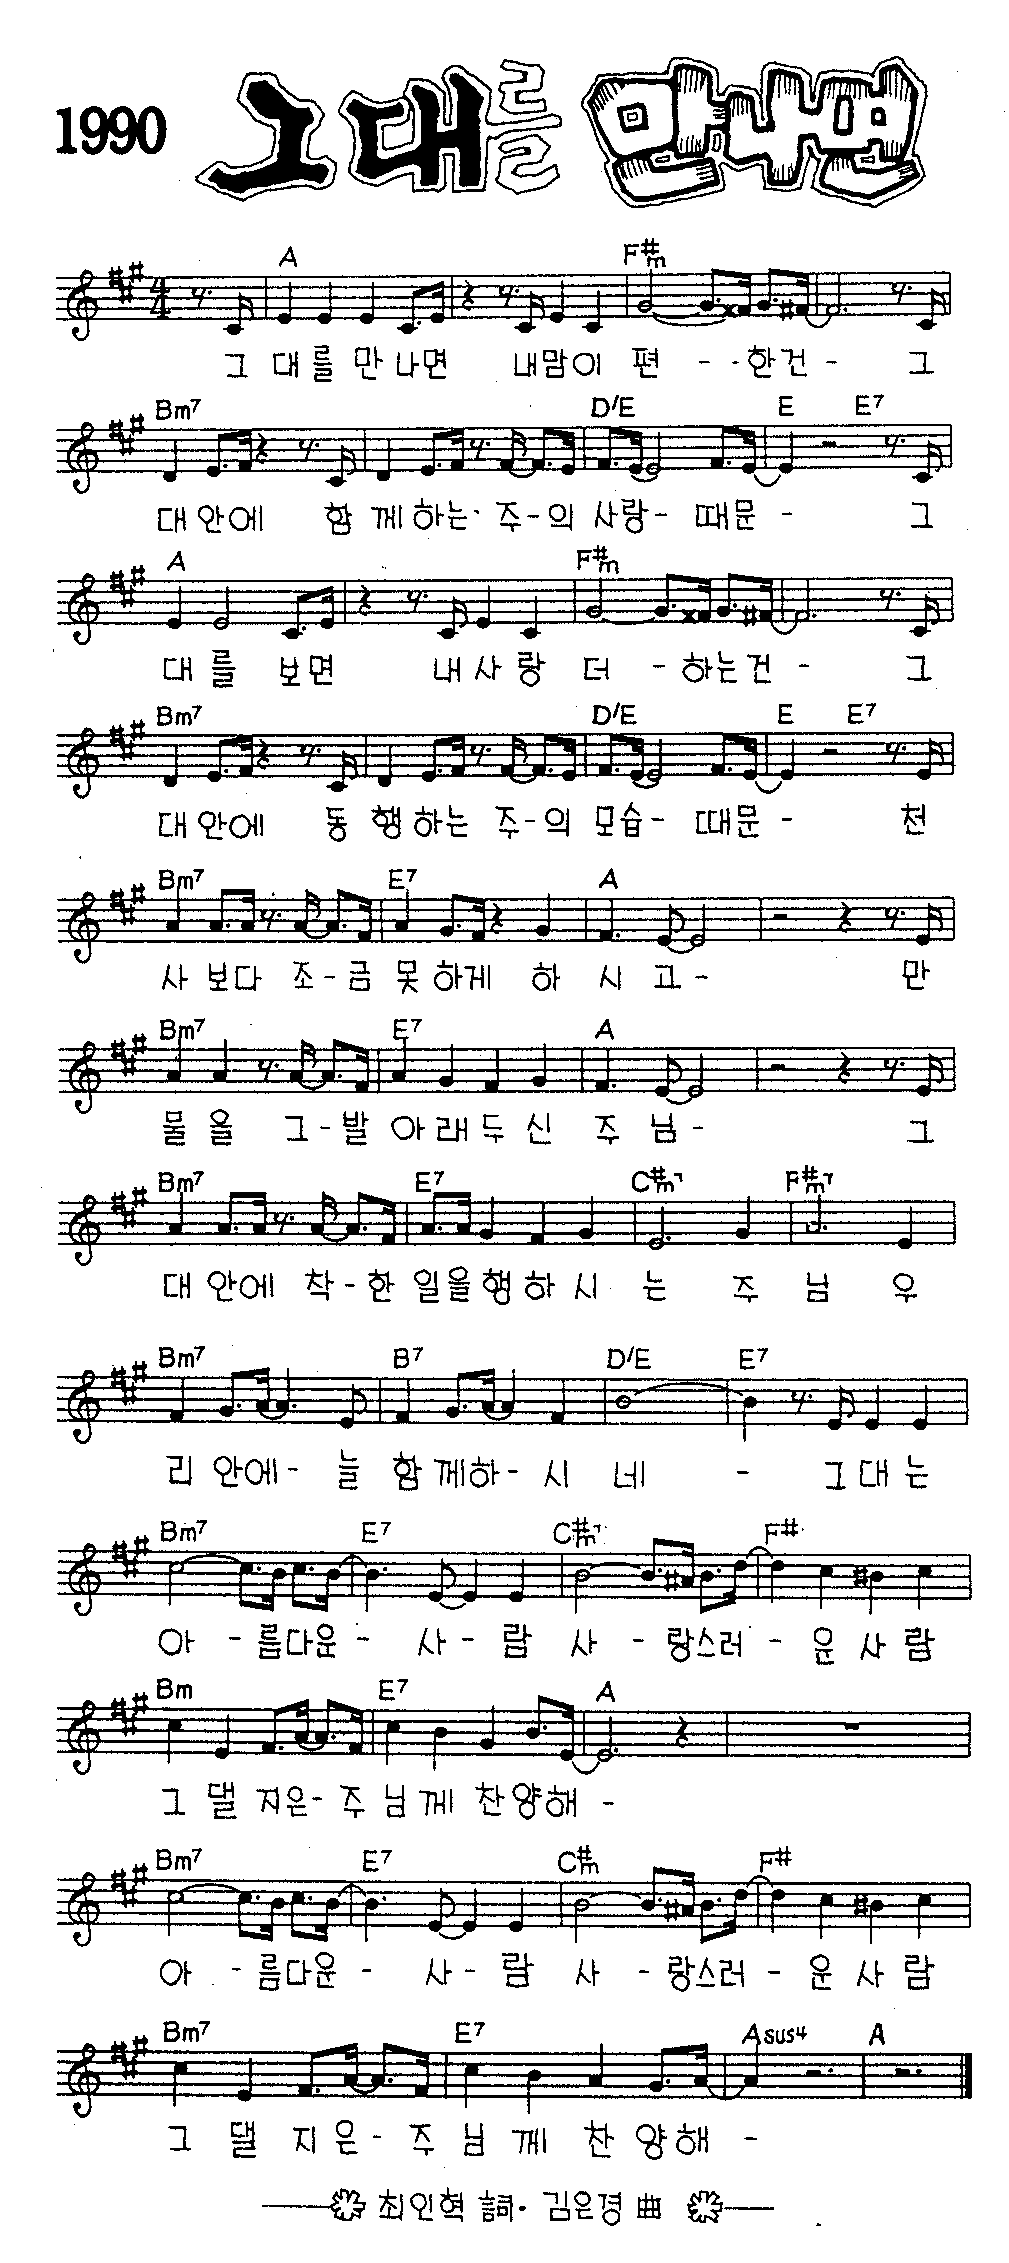 1990 그대를 만나면
A F#m
그 대를 만나면 내맘이 편 - - 한건 - 그
Bm7 D/E E E7
대안에 함께하는 주-의 사랑- 때문 - 그
A F#m
대를 보면 내사랑 더 - 하는건 - 그
Bm7 D/E E E7
대안에 동행하는 주-의 모습- 때문 - 천
Bm7 E7 A
사보다 조-금못하게 하 시 고- 만
Bm7 E7 A
물을 그-발아래두신 주 님- 그
Bm7 E7 C#m7 F#m7
대안에 착-한일을행하시 는 주 님 우
Bm7 B7 D/E E7
리 안에- 늘 함께하- 시 네 - 그대는
Bm7 E7 C#m7 F#
아 - 름다운 - 사 - 람 사 - 랑스러 - 운사람
Bm E7 A
그 댈 지은- 주님께 찬양해 -
Bm7 E7 C#m F#
아 - 름다운 - 사 - 람 사 - 랑스러 - 운사람
Bm7 E7 Asus4 A
그 댈 지은- 주 님 께 찬 양해 -
최인혁 詞· 김은경 曲